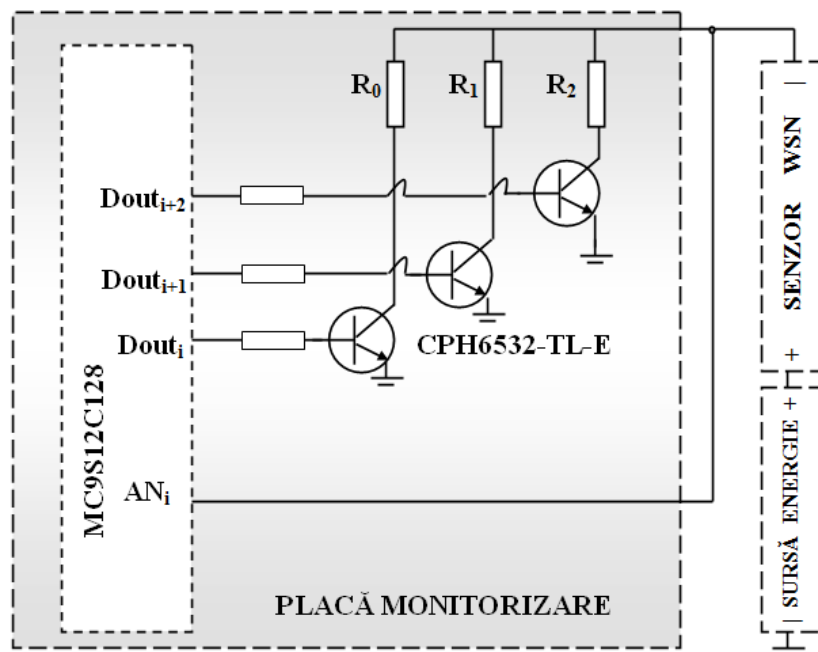 R₀ R₁ R₂
Doutᵢ₊₂
Doutᵢ₊₁
Doutᵢ
CPH6532-TL-E
MC9S12C128
ANᵢ
PLACĂ MONITORIZARE
+ SENZOR WSN |
| SURSĂ ENERGIE +